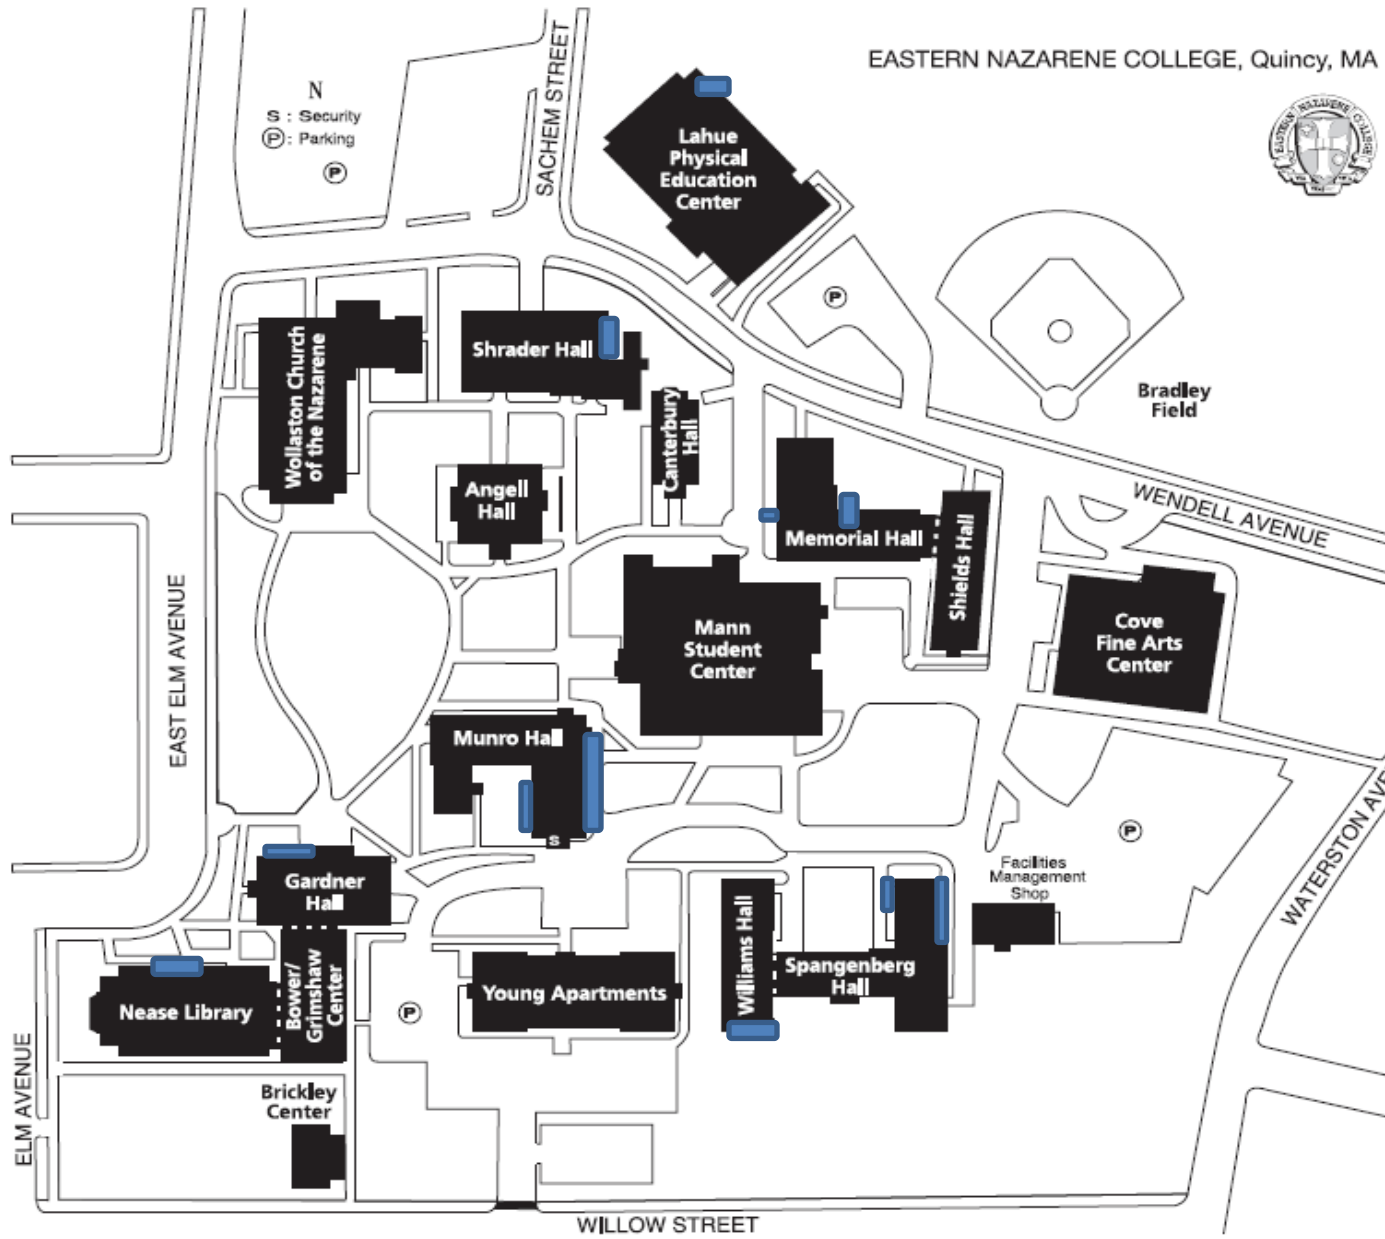 EASTERN NAZARENE COLLEGE, Quincy, MA
N
S : Security
P : Parking
P
SACHEM STREET
EASTERN NAZARENE COLLEGE
Lahue
Physical
Education
Center
P
Bradley
Field
Wollaston Church
of the Nazarene
Shrader Hall
Canterbury
Hall
Angell
Hall
WENDELL AVENUE
Memorial Hall
Shields Hall
EAST ELM AVENUE
Mann
Student
Center
Cove
Fine Arts
Center
Munro Hall
S
WATERSTON AVE
P
Facilities
Management
Shop
Gardner
Hall
Williams Hall
Spangenberg
Hall
Bower/
Grimshaw
Center
Nease Library
Young Apartments
P
ELM AVENUE
Brickley
Center
WILLOW STREET